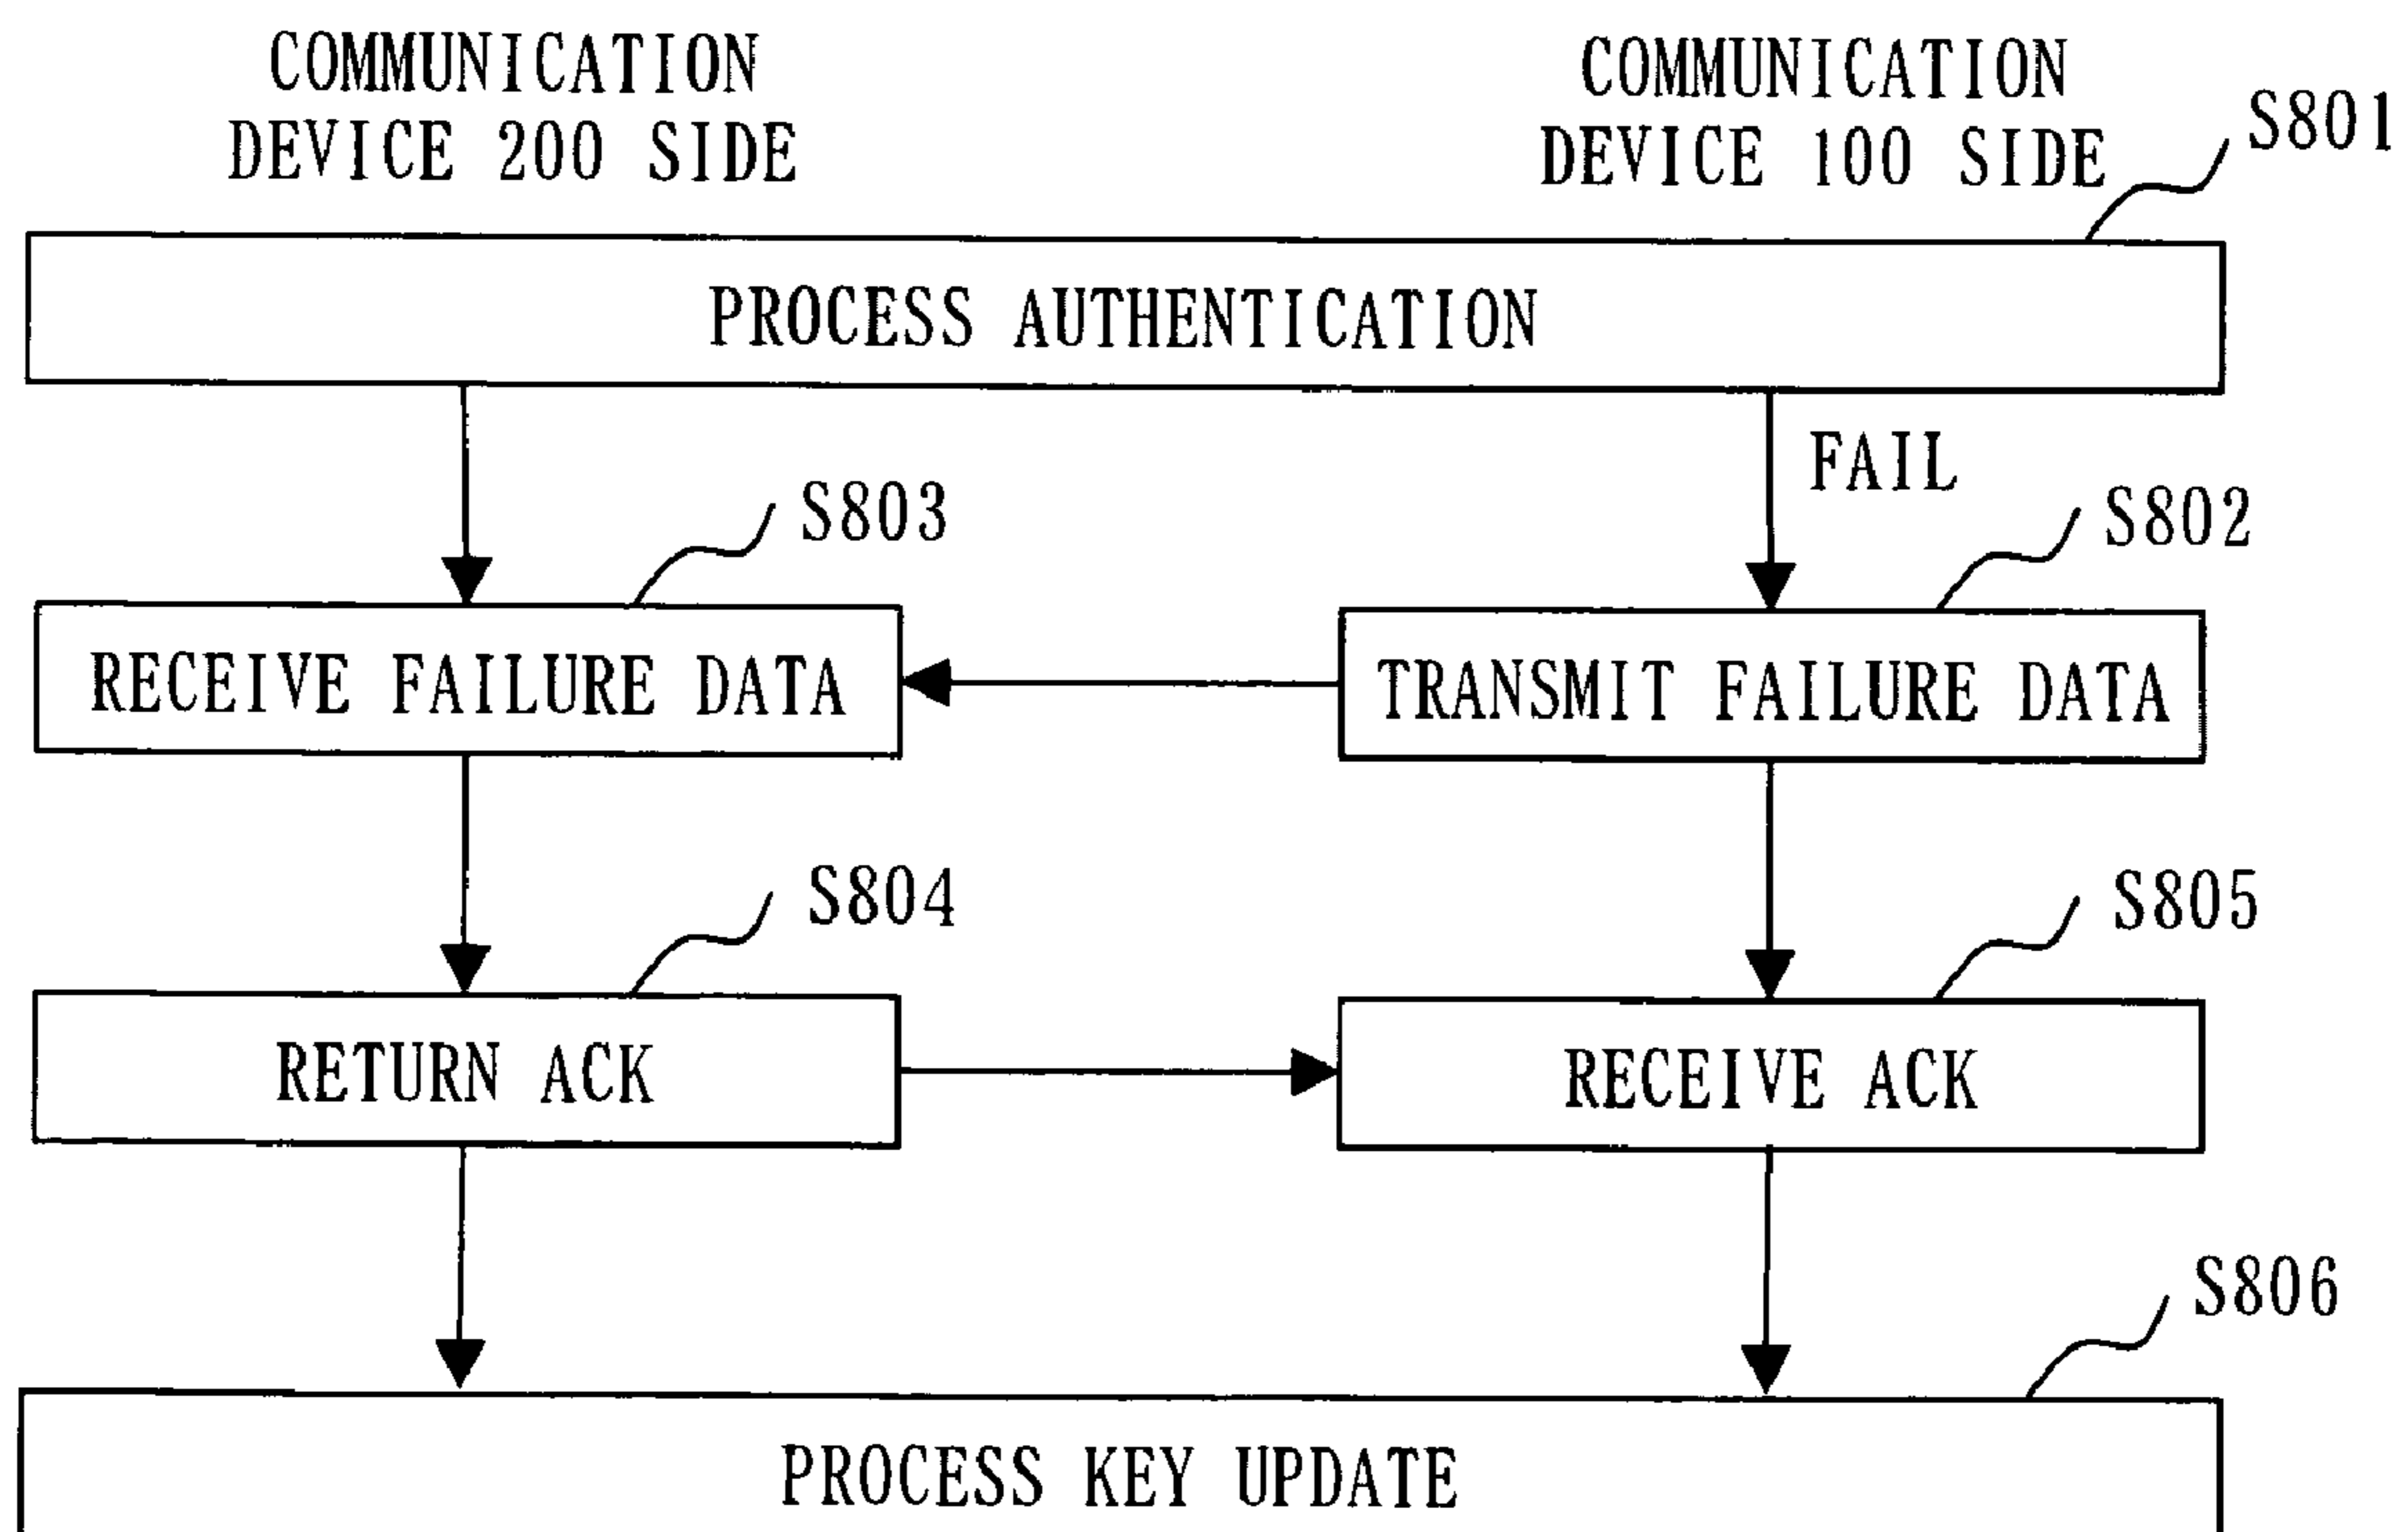 COMMUNICATION
DEVICE 200 SIDE
COMMUNICATION
DEVICE 100 SIDE
S801
PROCESS AUTHENTICATION
FAIL
S803
S802
RECEIVE FAILURE DATA
TRANSMIT FAILURE DATA
S804
S805
RETURN ACK
RECEIVE ACK
S806
PROCESS KEY UPDATE